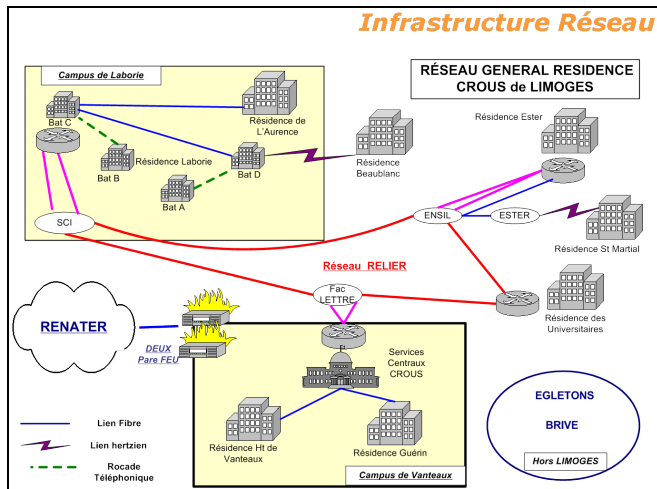 Infrastructure Réseau
Campus de Laborie
RÉSEAU GENERAL RESIDENCE
CROUS de LIMOGES
Bat C
Résidence de
L'Aurence
Résidence Ester
Bat B
Résidence Laborie
Bat D
Bat A
Résidence
Beaublanc
SCI
ENSIL
ESTER
Résidence St Martial
Réseau RELIER
Fac
LETTRE
Résidence des
Universitaires
RENATER
DEUX
Pare FEU
Services
Centraux
CROUS
EGLETONS
BRIVE
Hors LIMOGES
Lien Fibre
Lien hertzien
Rocade
Téléphonique
Résidence Ht de
Vanteaux
Résidence Guérin
Campus de Vanteaux